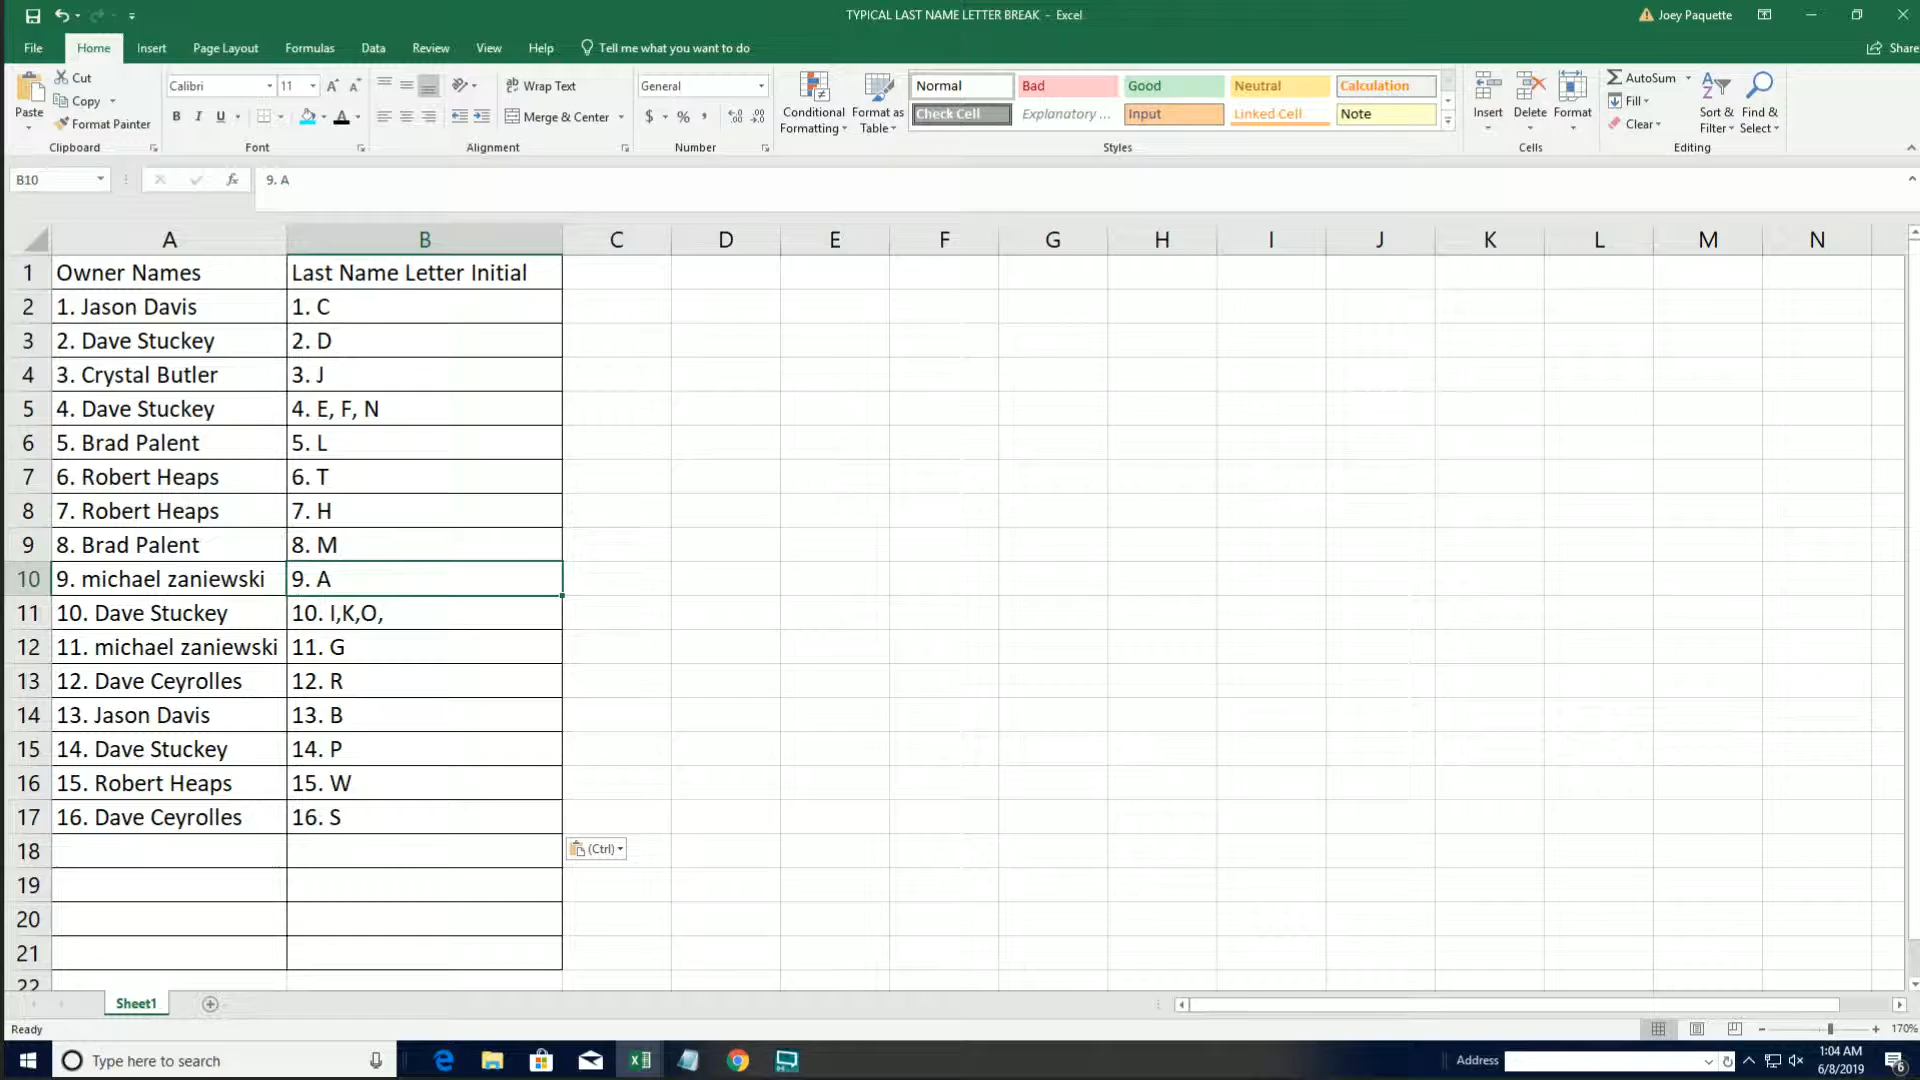 TYPICAL LAST NAME LETTER BREAK - Excel
Joey Paquette
File Home Insert Page Layout Formulas Data Review View Help Tell me what you want to do Share
Paste
Cut
Copy
Format Painter
Clipboard
Calibri 11
B I U
Font
Wrap Text
Merge & Center
Alignment
General
$ % ,
Number
Conditional Formatting
Format as Table
Normal Bad Good Neutral Calculation
Check Cell Explanatory ... Input Linked Cell Note
Styles
Insert Delete Format
Cells
AutoSum
Fill
Clear
Sort & Filter
Find & Select
Editing
B10 fx 9. A
A B C D E F G H I J K L M N
1 Owner Names Last Name Letter Initial
2 1. Jason Davis 1. C
3 2. Dave Stuckey 2. D
4 3. Crystal Butler 3. J
5 4. Dave Stuckey 4. E, F, N
6 5. Brad Palent 5. L
7 6. Robert Heaps 6. T
8 7. Robert Heaps 7. H
9 8. Brad Palent 8. M
10 9. michael zaniewski 9. A
11 10. Dave Stuckey 10. I,K,O,
12 11. michael zaniewski 11. G
13 12. Dave Ceyrolles 12. R
14 13. Jason Davis 13. B
15 14. Dave Stuckey 14. P
16 15. Robert Heaps 15. W
17 16. Dave Ceyrolles 16. S
18 (Ctrl)
19
20
21
22
Sheet1
Ready 170%
Type here to search
Address
1:04 AM
6/8/2019
6